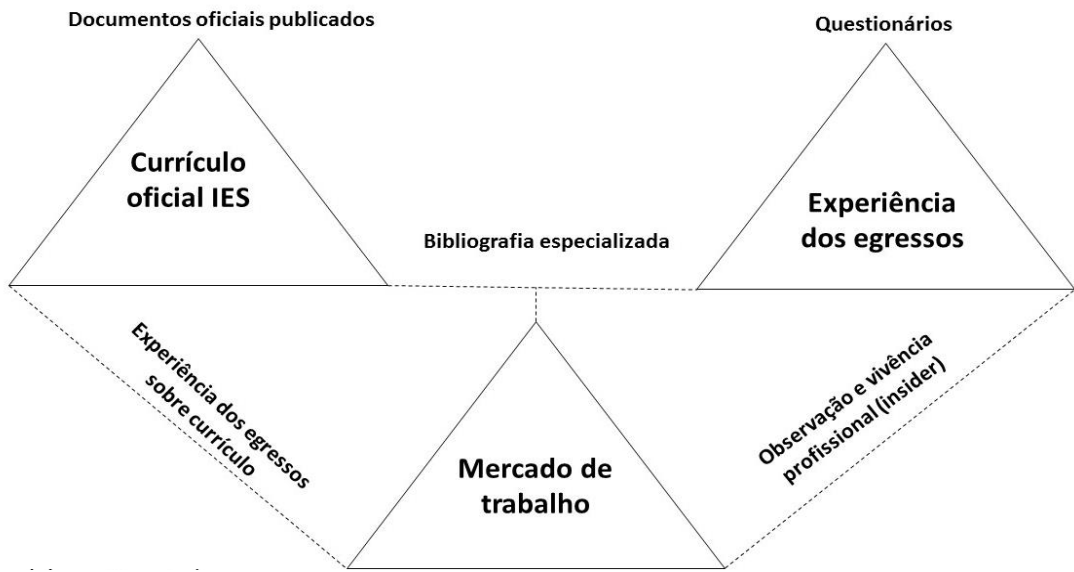 Documentos oficiais publicados
Questionários
Currículo
oficial IES
Experiência
dos egressos
Bibliografia especializada
Experiência dos egressos
sobre currículo
Observação e vivência
profissional (insider)
Mercado de
trabalho